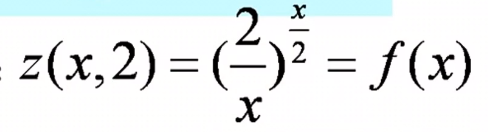 z(x,2) = (2/x)^{x/2} = f(x)